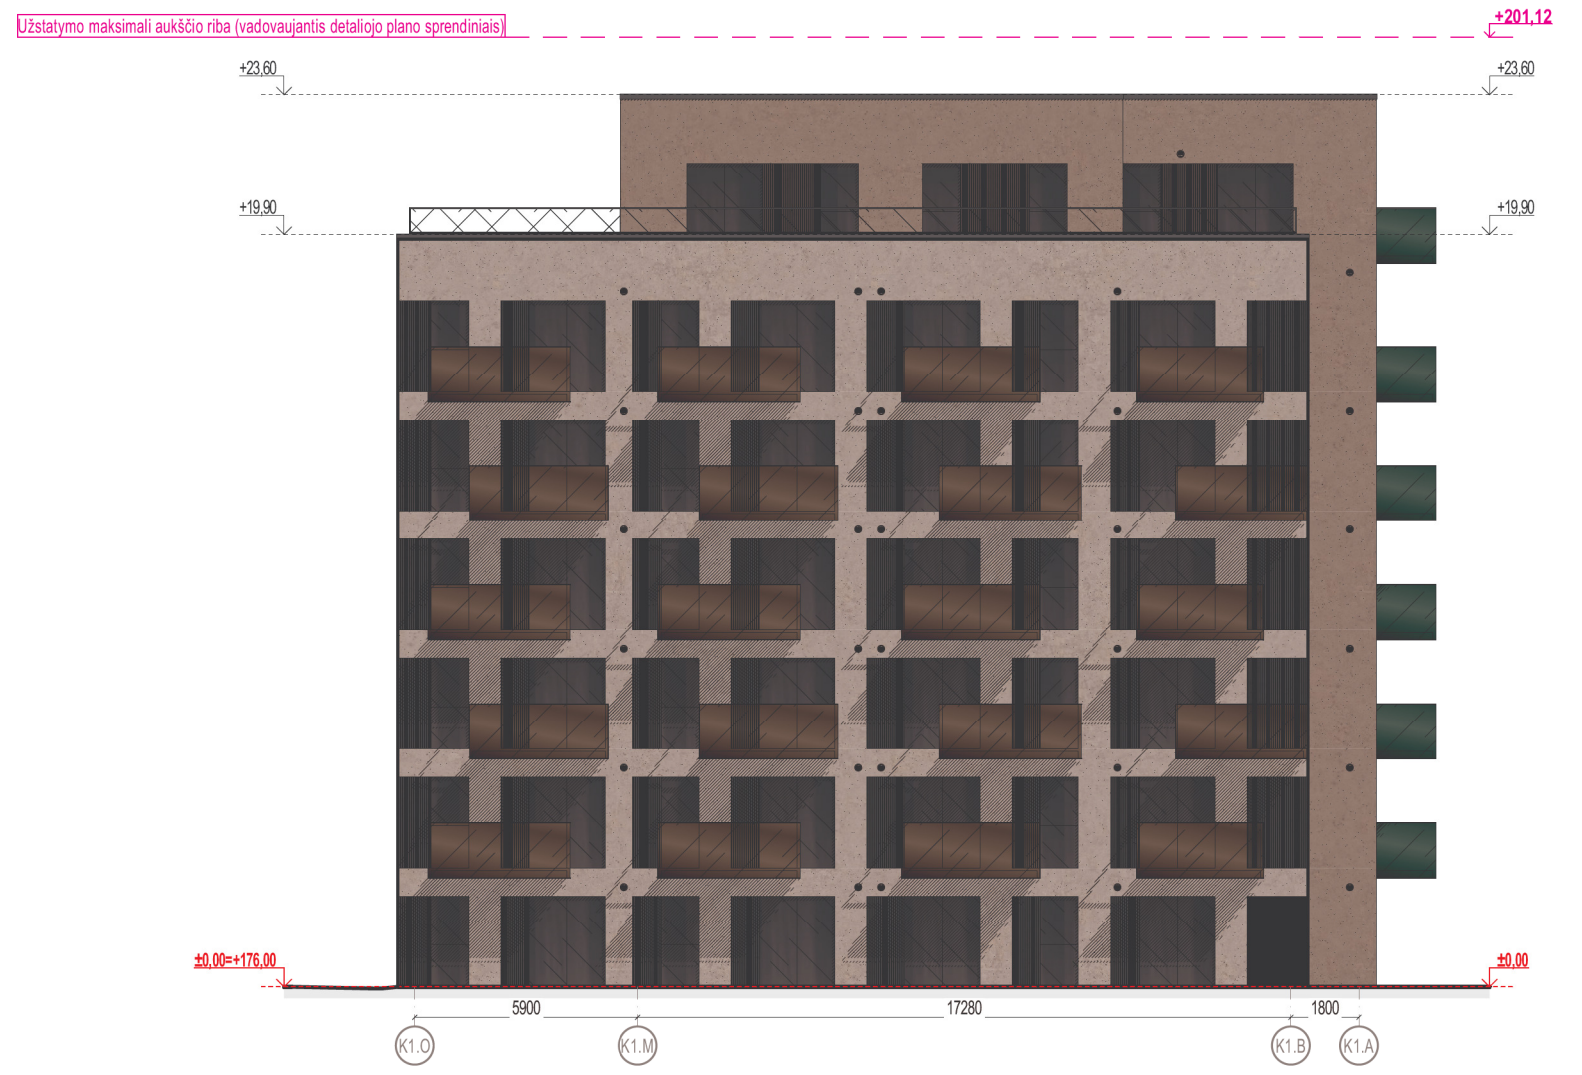 Užstatymo maksimali aukščio riba (vadovaujantis detaliojo plano sprendiniais)
+201,12
+23,60
+23,60
+19,90
+19,90
±0,00=+176,00
±0,00
5900
17280
1800
K1.O
K1.M
K1.B
K1.A